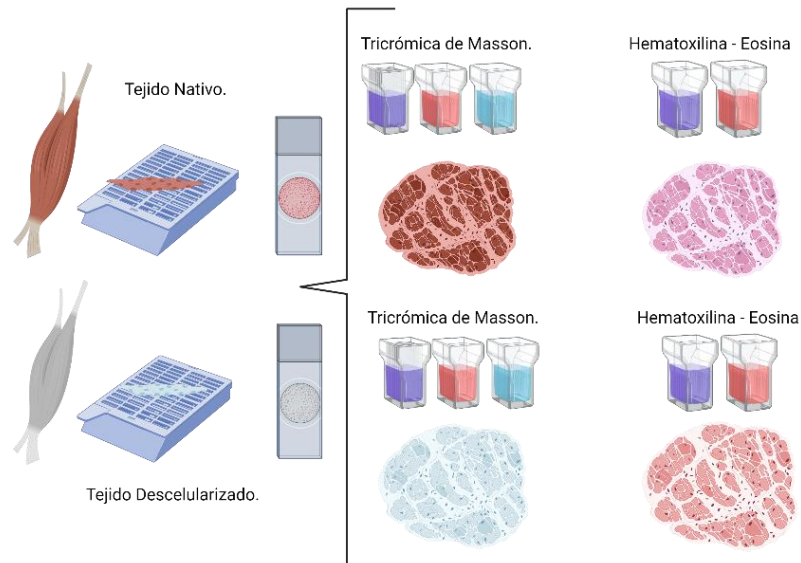 Tricrómica de Masson.
Hematoxilina - Eosina
Tejido Nativo.
Tricrómica de Masson.
Hematoxilina - Eosina
Tejido Descelularizado.